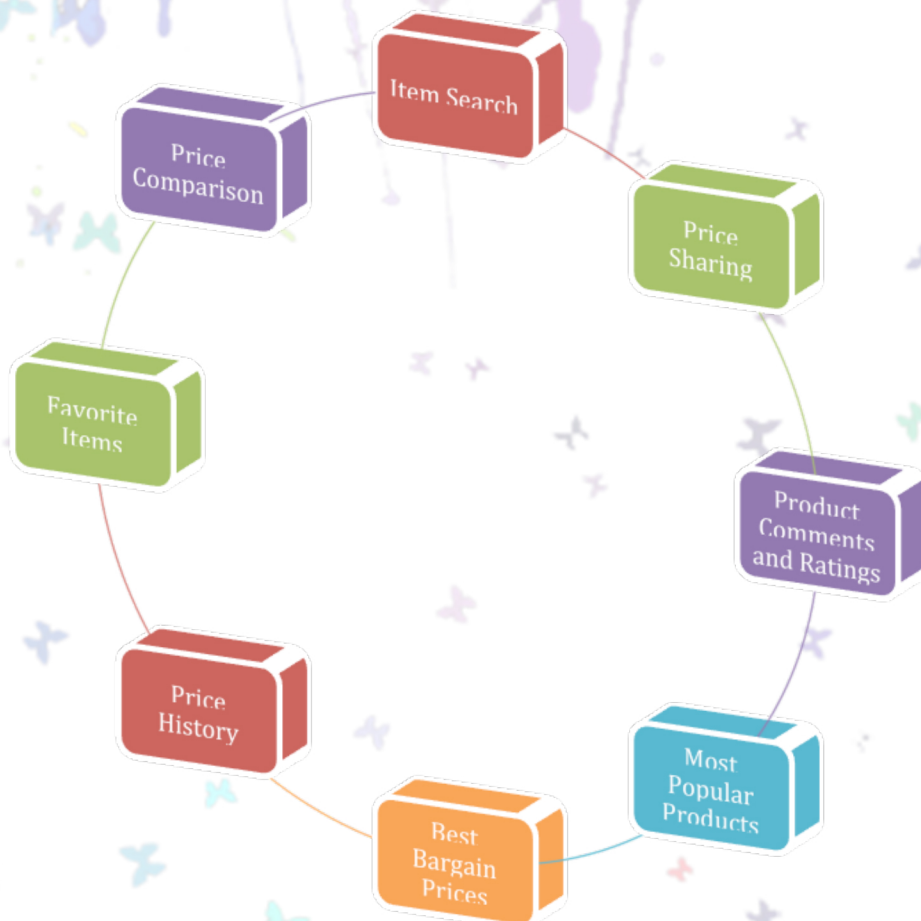 Item Search
Price
Sharing
Product
Comments
and Ratings
Most
Popular
Products
Best
Bargain
Prices
Price
History
Favorite
Items
Price
Comparison